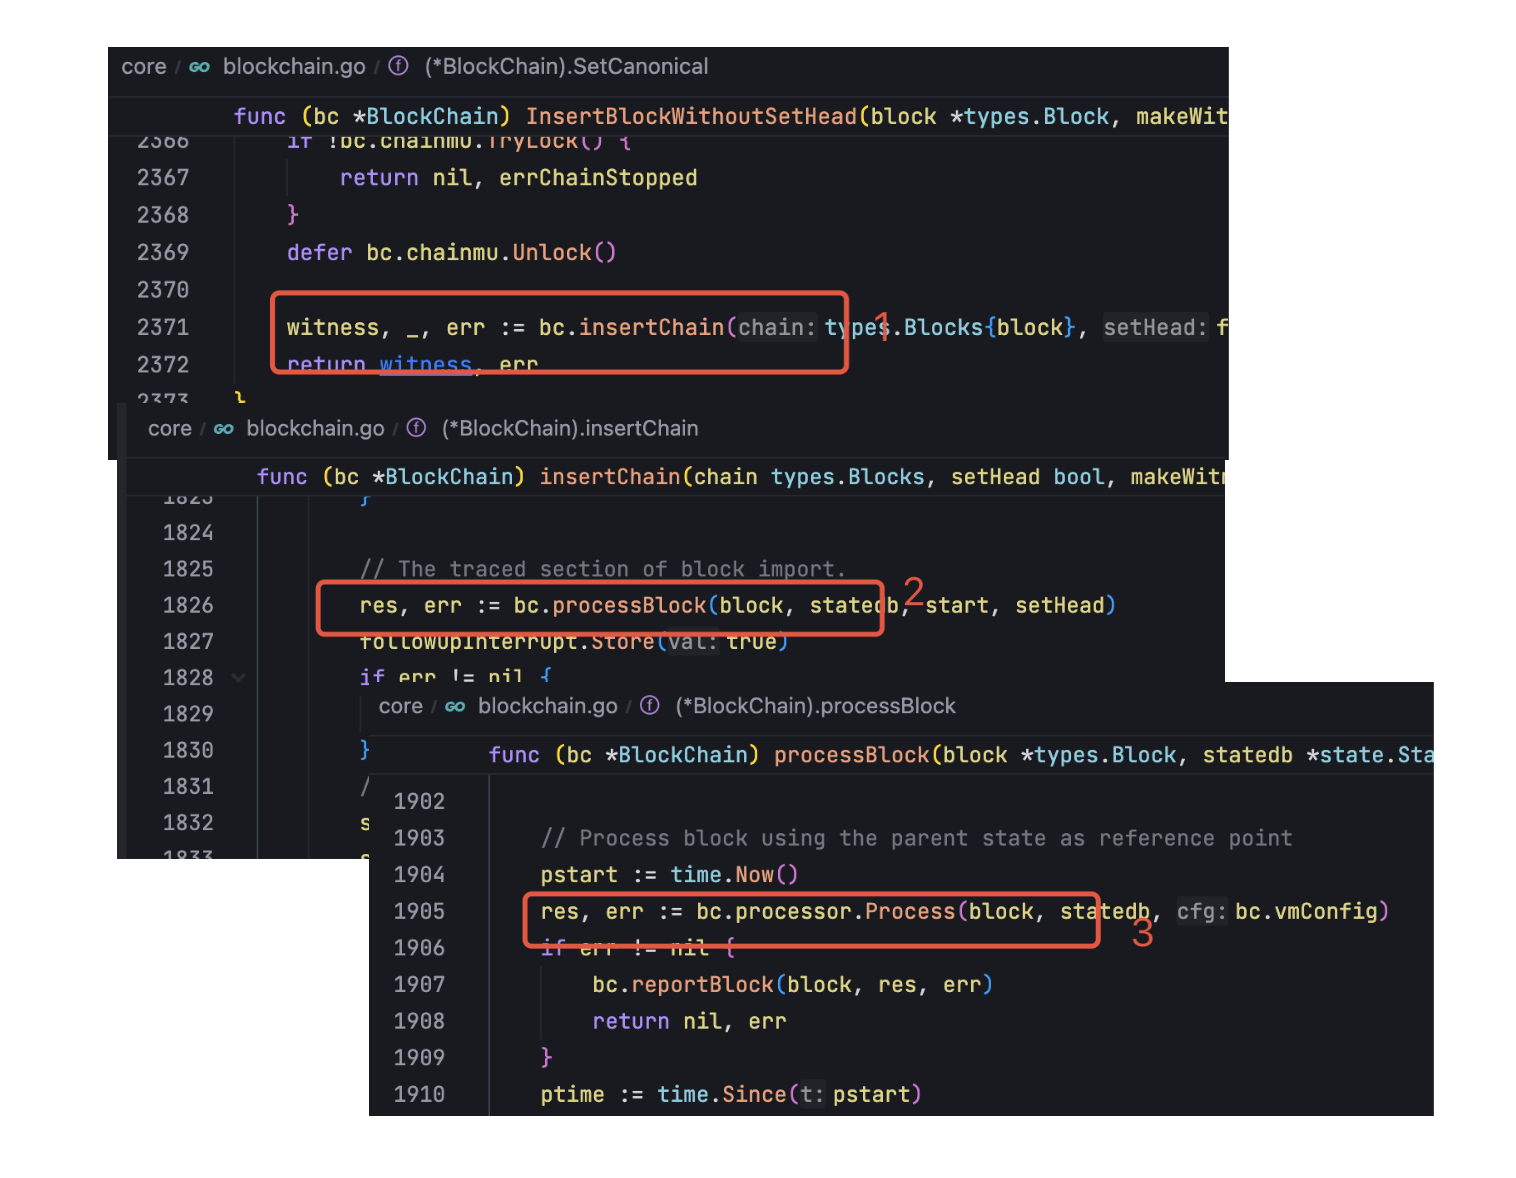 core / GO blockchain.go / f (*BlockChain).SetCanonical
func (bc *BlockChain) InsertBlockWithoutSetHead(block *types.Block, makeWit
2366 if !bc.chainmu.TryLock() {
2367 return nil, errChainStopped
2368 }
2369 defer bc.chainmu.Unlock()
2370
2371 witness, _, err := bc.insertChain(chain: types.Blocks{block}, setHead: f
1
2372 return witness, err
2373 }
core / GO blockchain.go / f (*BlockChain).insertChain
func (bc *BlockChain) insertChain(chain types.Blocks, setHead bool, makeWitn
1823 }
1824
1825 // The traced section of block import.
1826 res, err := bc.processBlock(block, statedb, start, setHead)
2
1827 followUpInterrupt.Store(val: true)
1828 if err != nil {
1829
1830 }
1831 /
1832 s
1833 s
core / GO blockchain.go / f (*BlockChain).processBlock
func (bc *BlockChain) processBlock(block *types.Block, statedb *state.Sta
1902
1903 // Process block using the parent state as reference point
1904 pstart := time.Now()
1905 res, err := bc.processor.Process(block, statedb, cfg: bc.vmConfig)
3
1906 if err != nil {
1907 bc.reportBlock(block, res, err)
1908 return nil, err
1909 }
1910 ptime := time.Since(t: pstart)